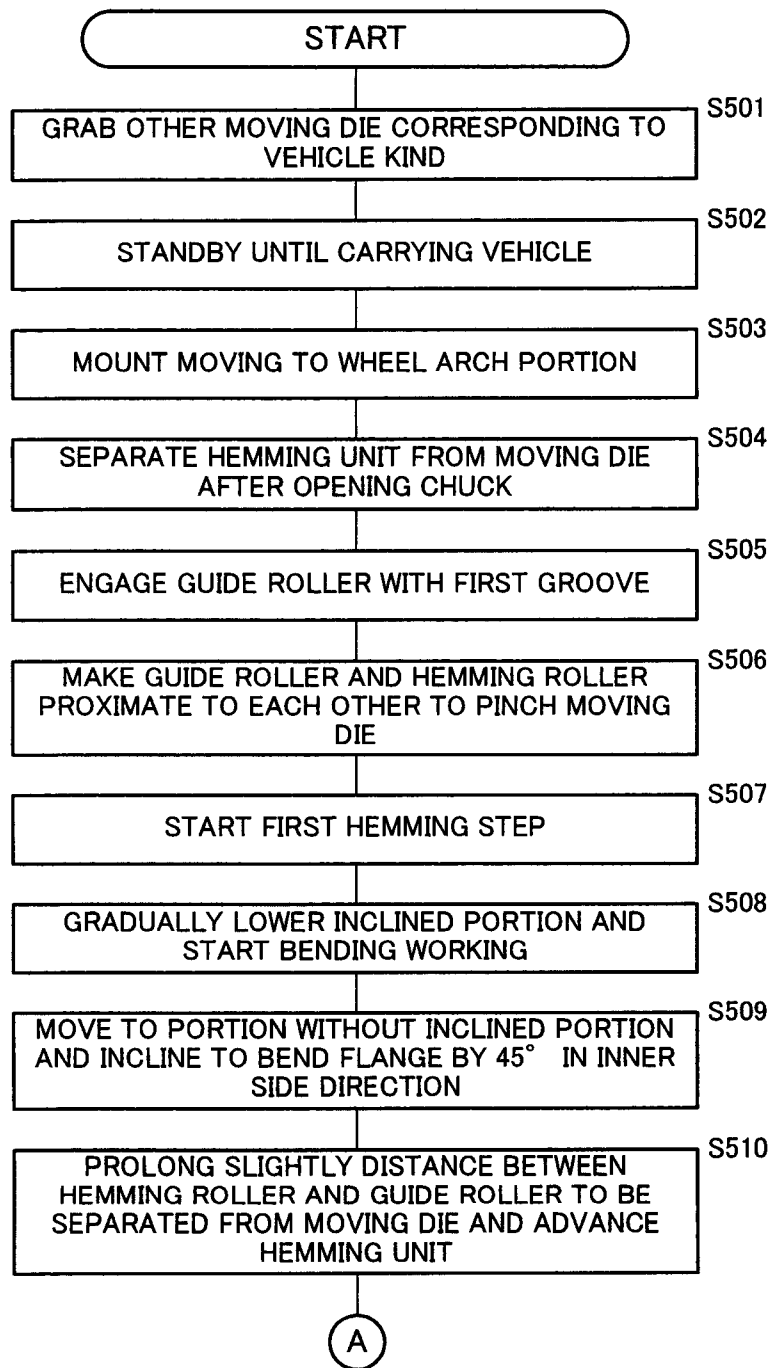 START
S501
GRAB OTHER MOVING DIE CORRESPONDING TO
VEHICLE KIND
S502
STANDBY UNTIL CARRYING VEHICLE
S503
MOUNT MOVING TO WHEEL ARCH PORTION
S504
SEPARATE HEMMING UNIT FROM MOVING DIE
AFTER OPENING CHUCK
S505
ENGAGE GUIDE ROLLER WITH FIRST GROOVE
S506
MAKE GUIDE ROLLER AND HEMMING ROLLER
PROXIMATE TO EACH OTHER TO PINCH MOVING
DIE
S507
START FIRST HEMMING STEP
S508
GRADUALLY LOWER INCLINED PORTION AND
START BENDING WORKING
S509
MOVE TO PORTION WITHOUT INCLINED PORTION
AND INCLINE TO BEND FLANGE BY 45° IN INNER
SIDE DIRECTION
S510
PROLONG SLIGHTLY DISTANCE BETWEEN
HEMMING ROLLER AND GUIDE ROLLER TO BE
SEPARATED FROM MOVING DIE AND ADVANCE
HEMMING UNIT
A